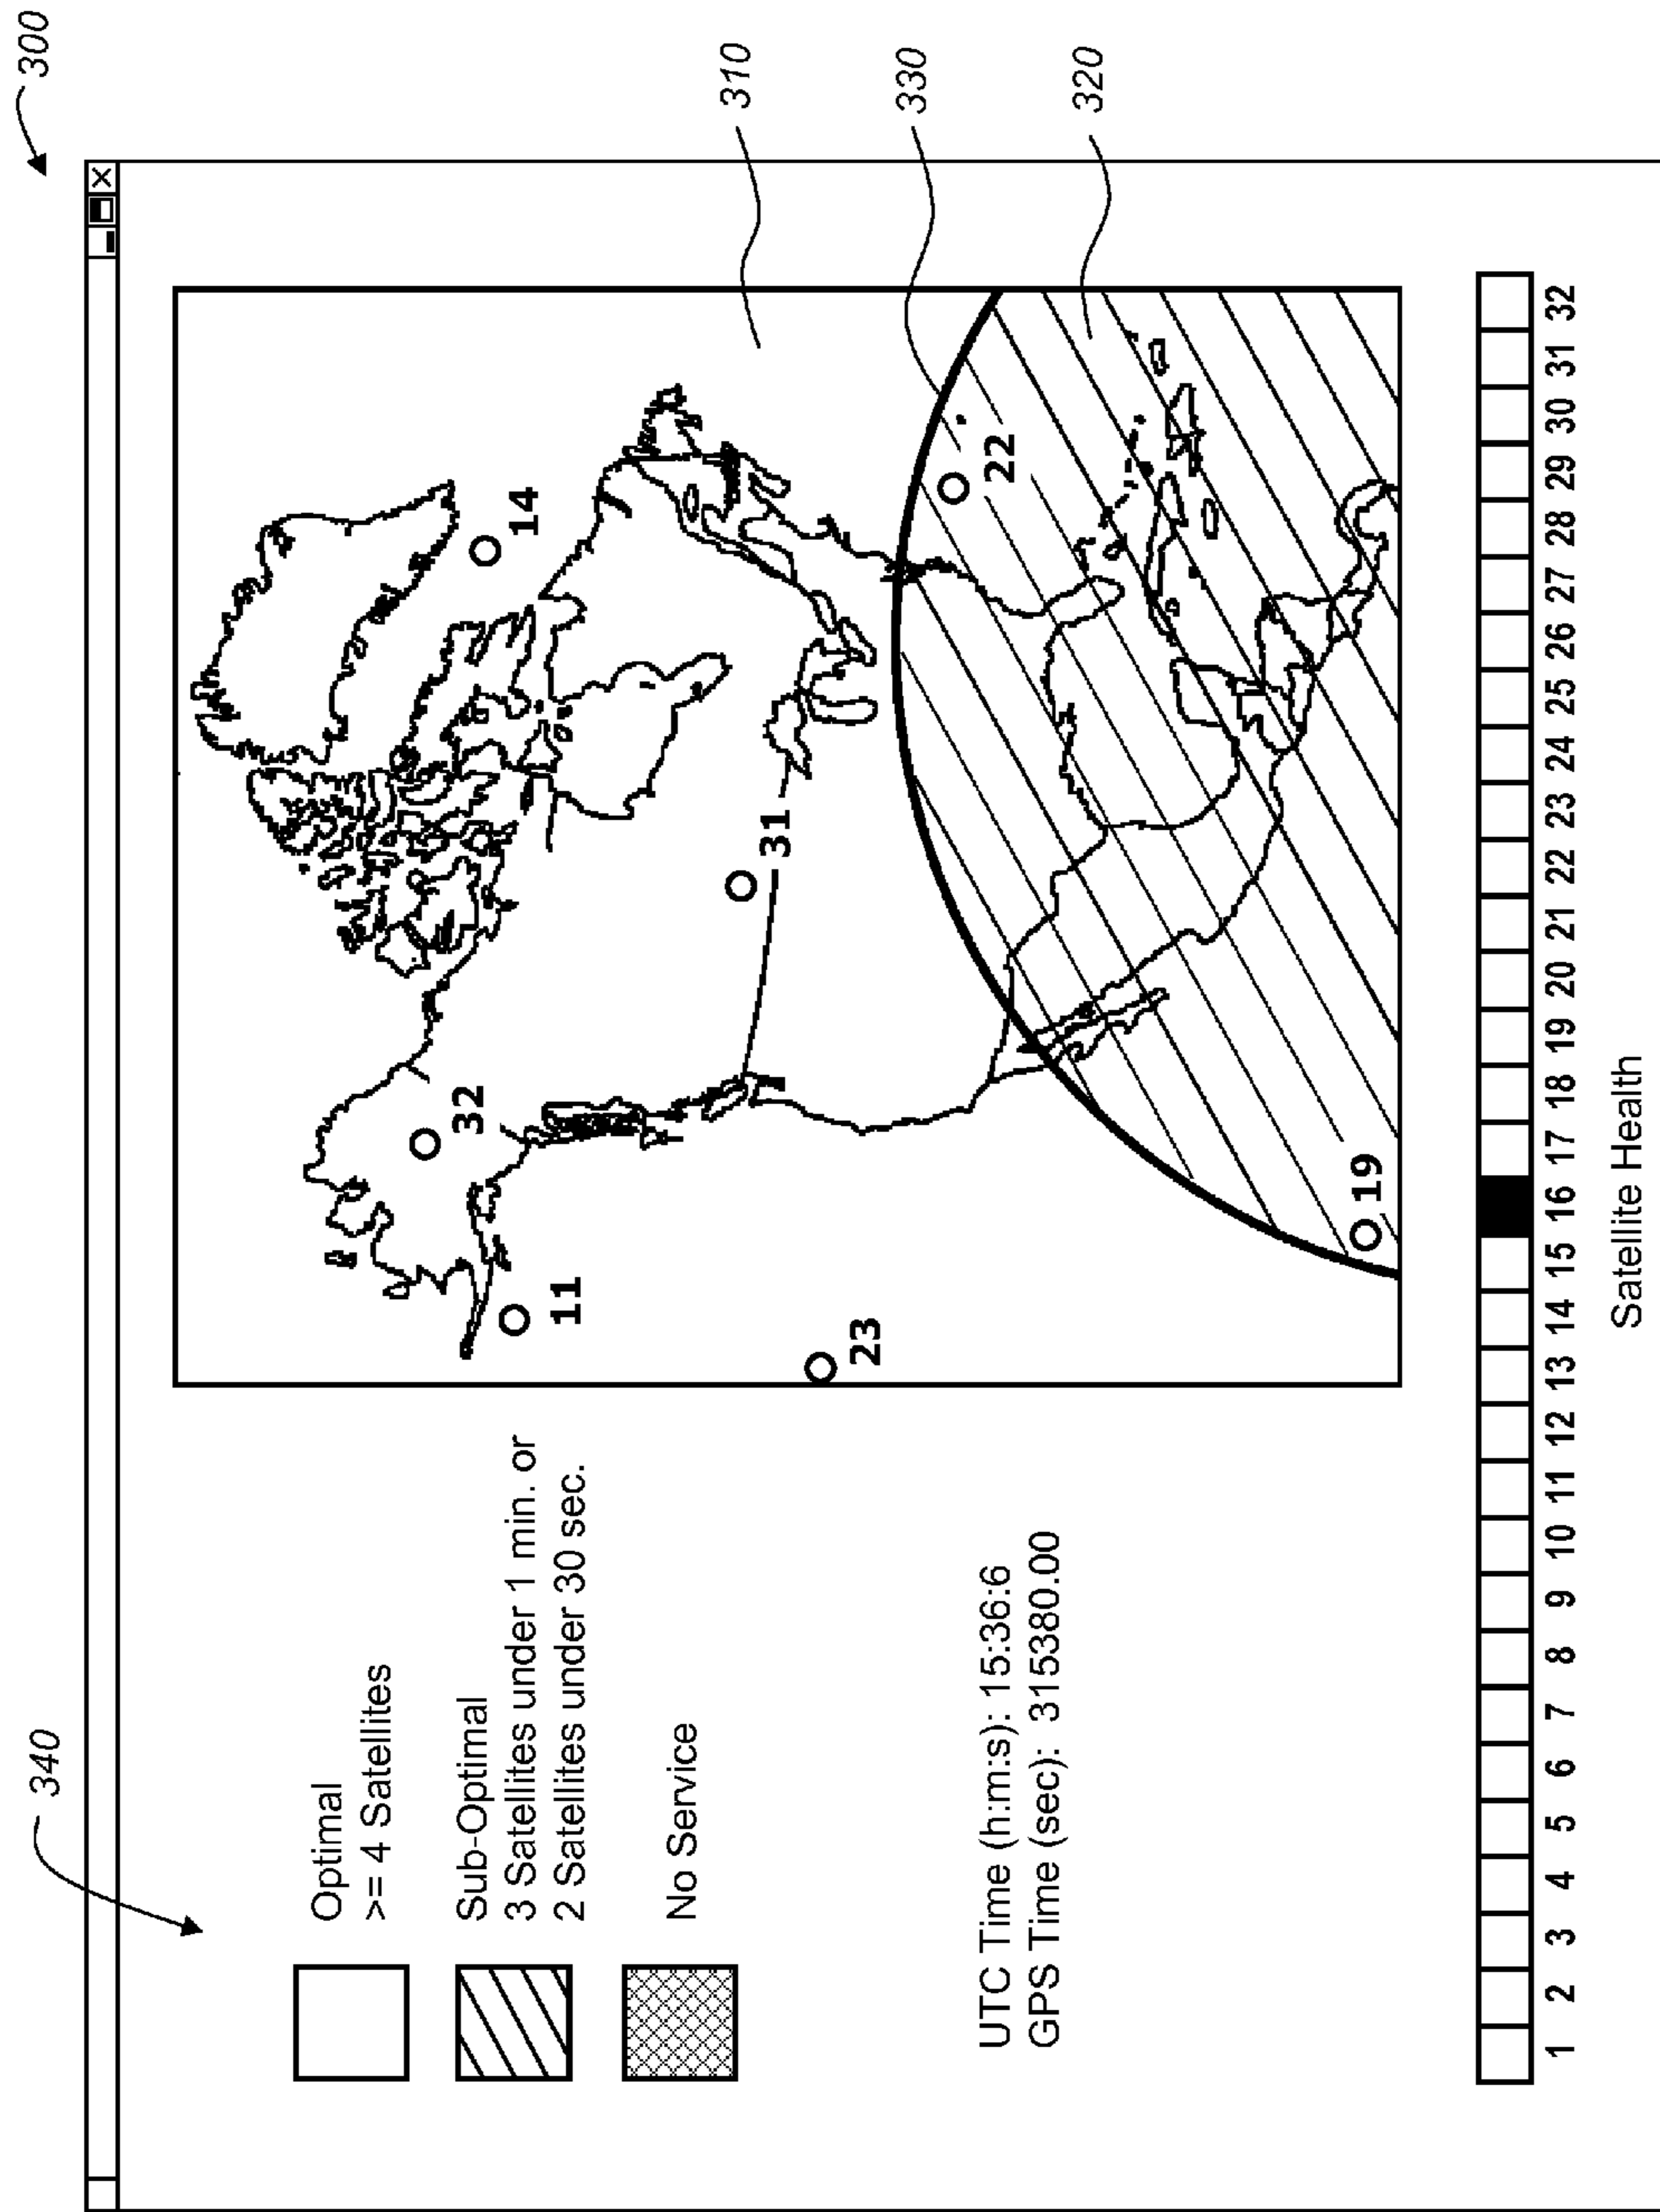 300
340
X
Optimal
>= 4 Satellites
Sub-Optimal
3 Satellites under 1 min. or
2 Satellites under 30 sec.
No Service
UTC Time (h:m:s): 15:36:6
GPS Time (sec): 315380.00
14
32
11
31
23
22
19
310
330
320
1 2 3 4 5 6 7 8 9 10 11 12 13 14 15 16 17 18 19 20 21 22 23 24 25 26 27 28 29 30 31 32
Satellite Health